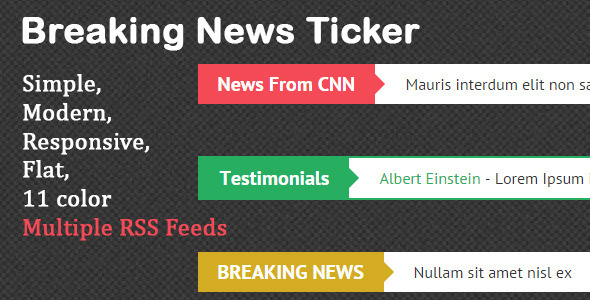 Breaking News Ticker
Simple,
Modern,
Responsive,
Flat,
11 color
Multiple RSS Feeds
News From CNN Mauris interdum elit non sa
Testimonials Albert Einstein - Lorem Ipsum
BREAKING NEWS Nullam sit amet nisl ex